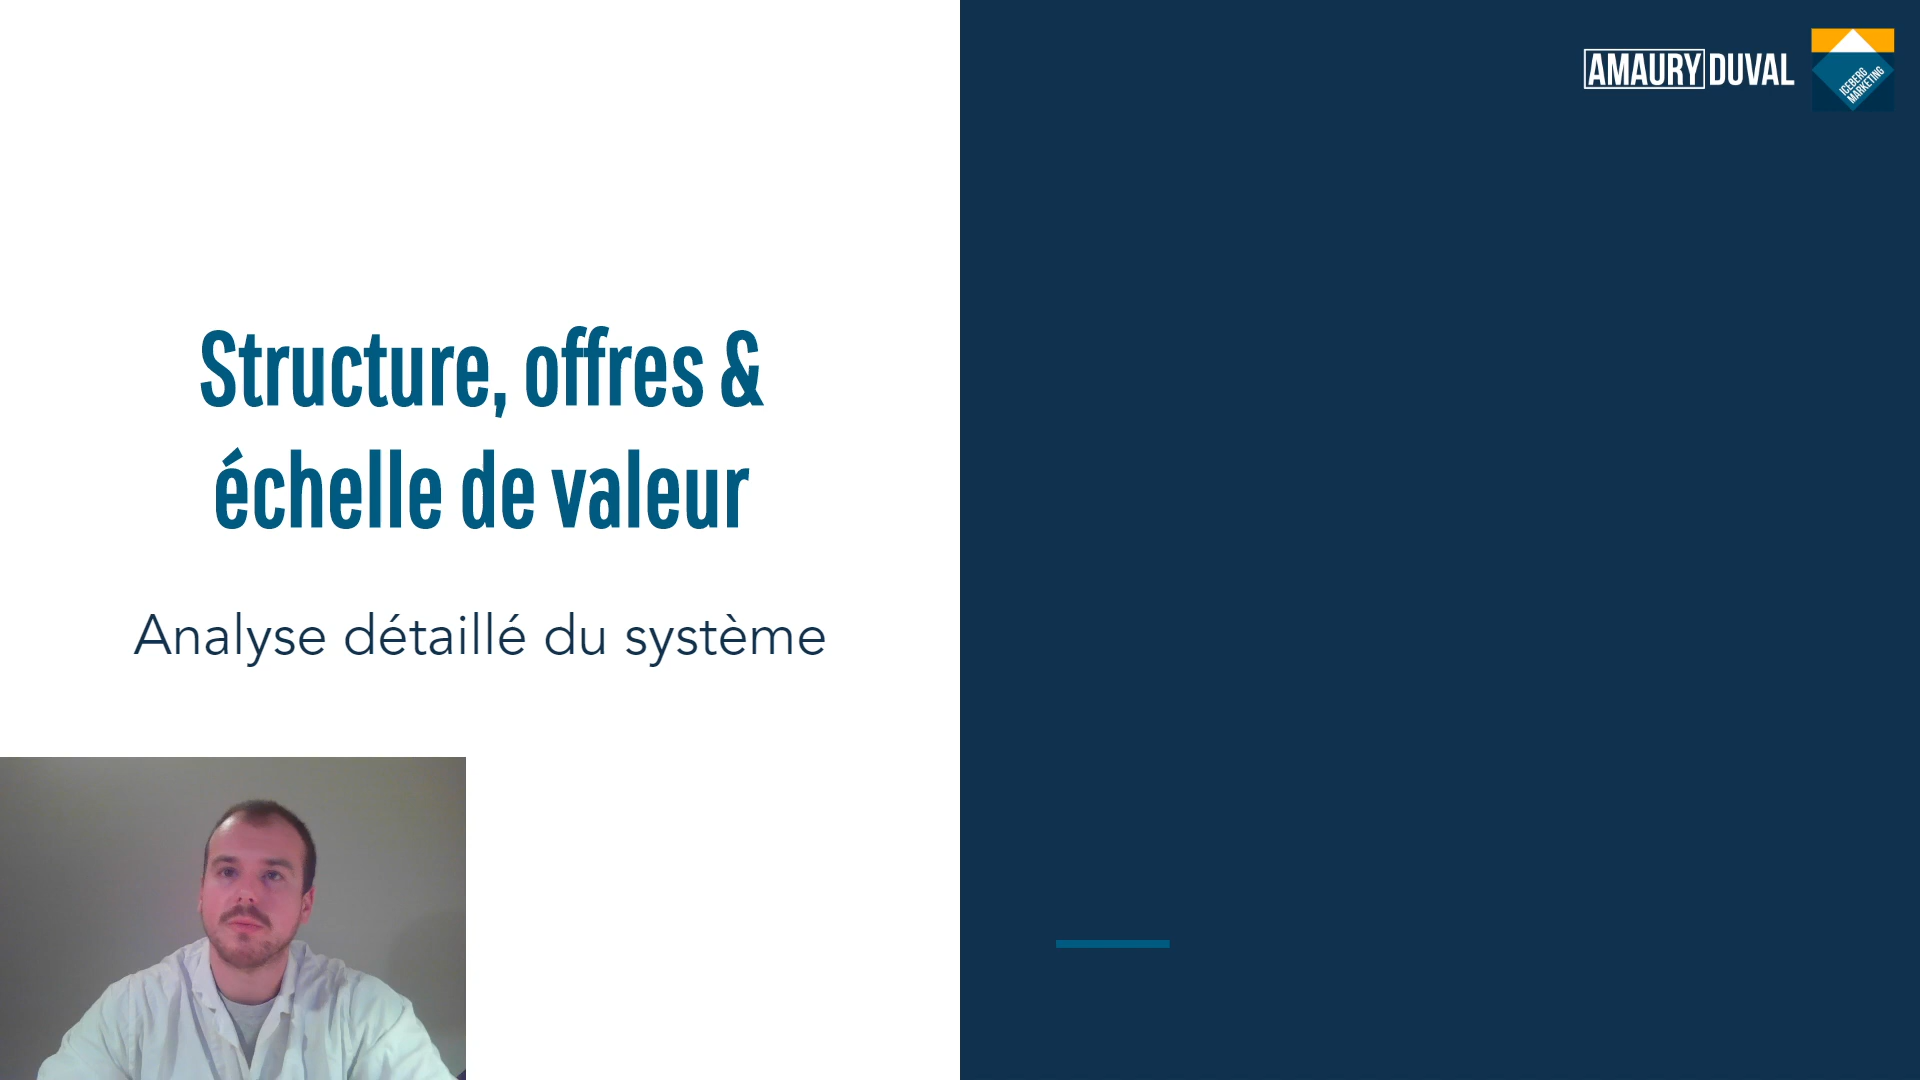 AMAURY DUVAL
ICEBERG
MARKETING
Structure, offres &
échelle de valeur
Analyse détaillé du système